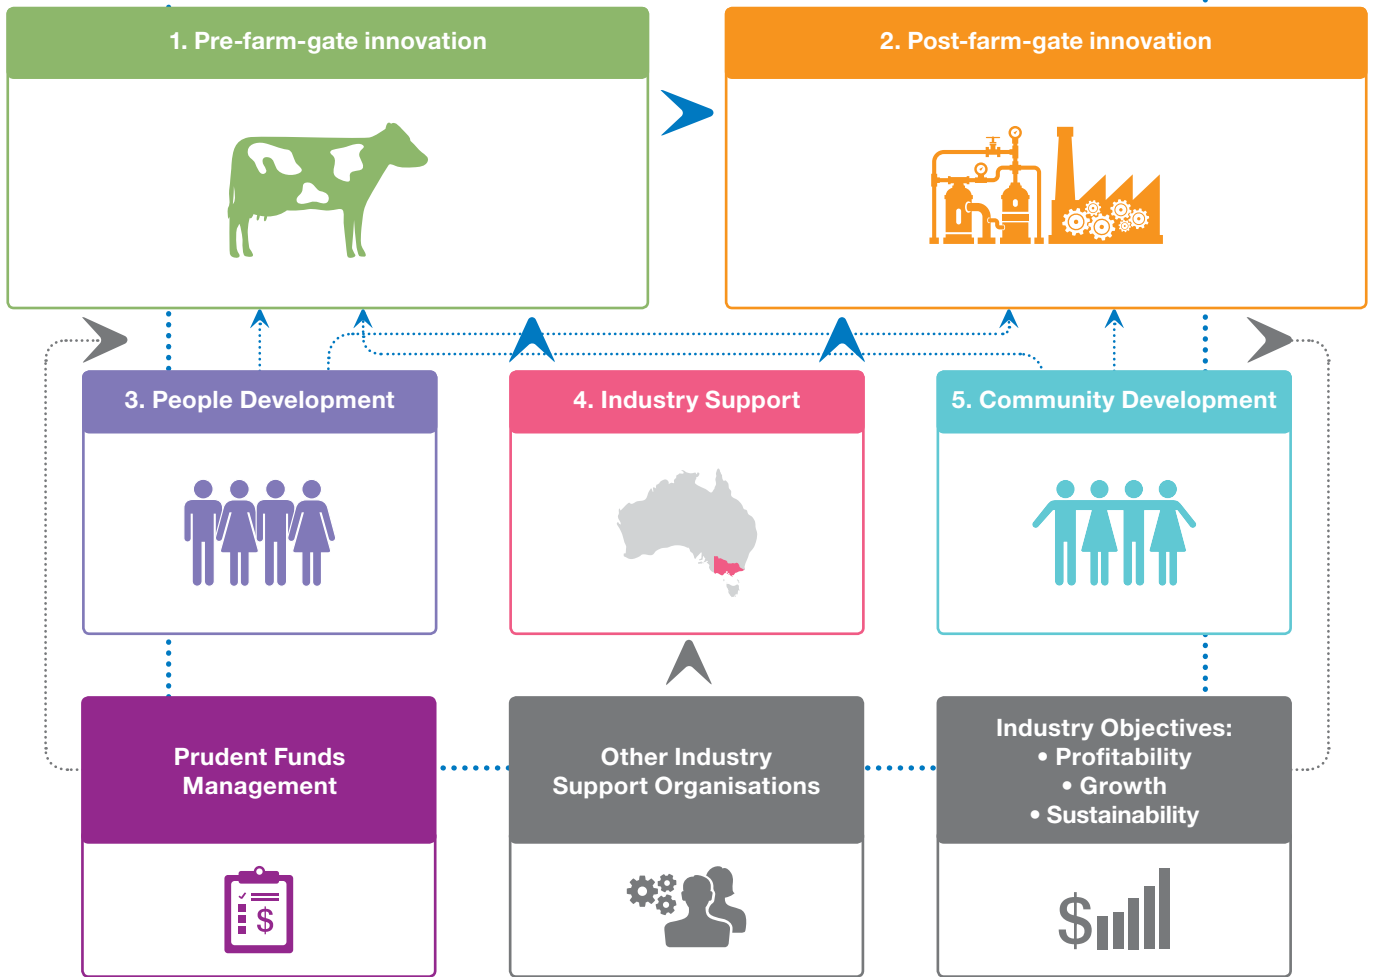 1. Pre-farm-gate innovation
2. Post-farm-gate innovation
3. People Development
4. Industry Support
5. Community Development
Prudent Funds
Management
Other Industry
Support Organisations
Industry Objectives:
• Profitability
• Growth
• Sustainability
$
$